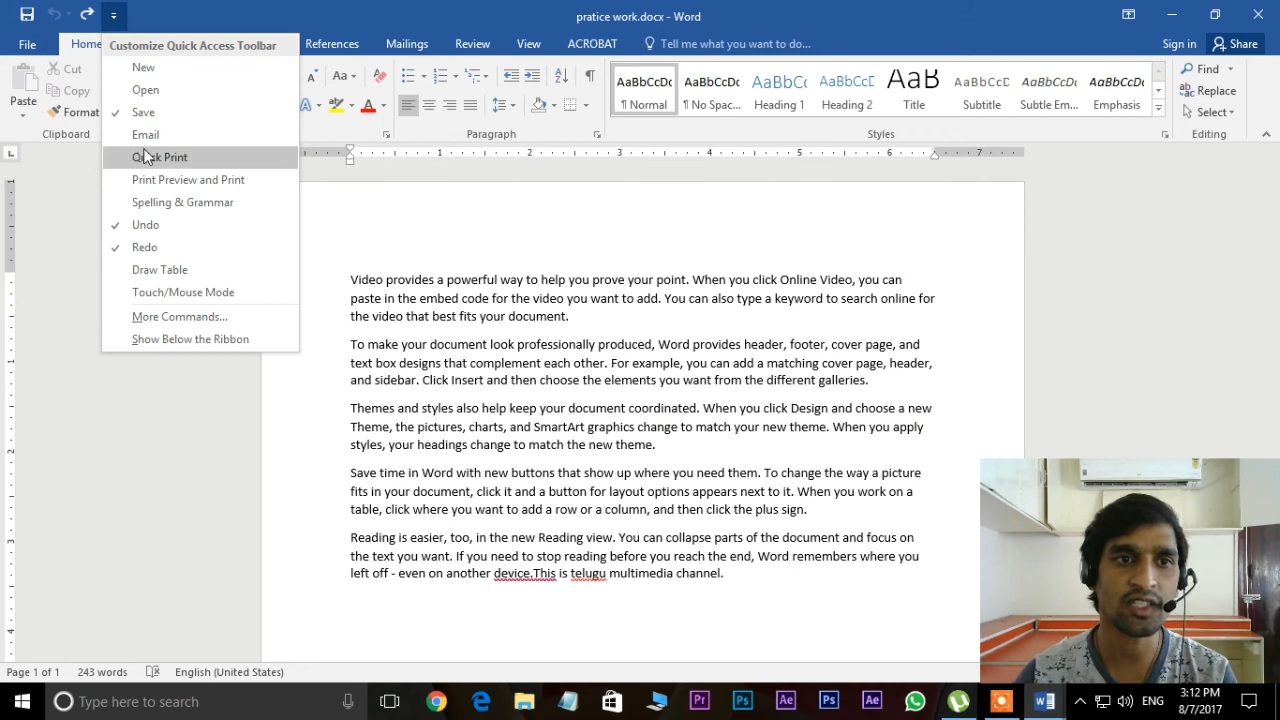 pratice work.docx - Word
File
Home
References
Mailings
Review
View
ACROBAT
Tell me what you want to do...
Sign in
Share
Customize Quick Access Toolbar
New
Open
Save
Email
Quick Print
Print Preview and Print
Spelling & Grammar
Undo
Redo
Draw Table
Touch/Mouse Mode
More Commands...
Show Below the Ribbon
Paste
Cut
Copy
Format
Clipboard
Aa
A
Paragraph
AaBbCcDc
¶ Normal
AaBbCcDc
¶ No Spac...
AaBbCc
Heading 1
AaBbCcD
Heading 2
AaB
Title
AaBbCcD
Subtitle
AaBbCcDc
Subtle Em...
AaBbCcDc
Emphasis
Styles
Find
Replace
Select
Editing
1 2 3 4 5 6 7
Video provides a powerful way to help you prove your point. When you click Online Video, you can
paste in the embed code for the video you want to add. You can also type a keyword to search online for
the video that best fits your document.
To make your document look professionally produced, Word provides header, footer, cover page, and
text box designs that complement each other. For example, you can add a matching cover page, header,
and sidebar. Click Insert and then choose the elements you want from the different galleries.
Themes and styles also help keep your document coordinated. When you click Design and choose a new
Theme, the pictures, charts, and SmartArt graphics change to match your new theme. When you apply
styles, your headings change to match the new theme.
Save time in Word with new buttons that show up where you need them. To change the way a picture
fits in your document, click it and a button for layout options appears next to it. When you work on a
table, click where you want to add a row or a column, and then click the plus sign.
Reading is easier, too, in the new Reading view. You can collapse parts of the document and focus on
the text you want. If you need to stop reading before you reach the end, Word remembers where you
left off - even on another device.This is telugu multimedia channel.
Page 1 of 1
243 words
English (United States)
Type here to search
Pr
Ps
Ae
Ps
Ae
ENG
3:12 PM
8/7/2017